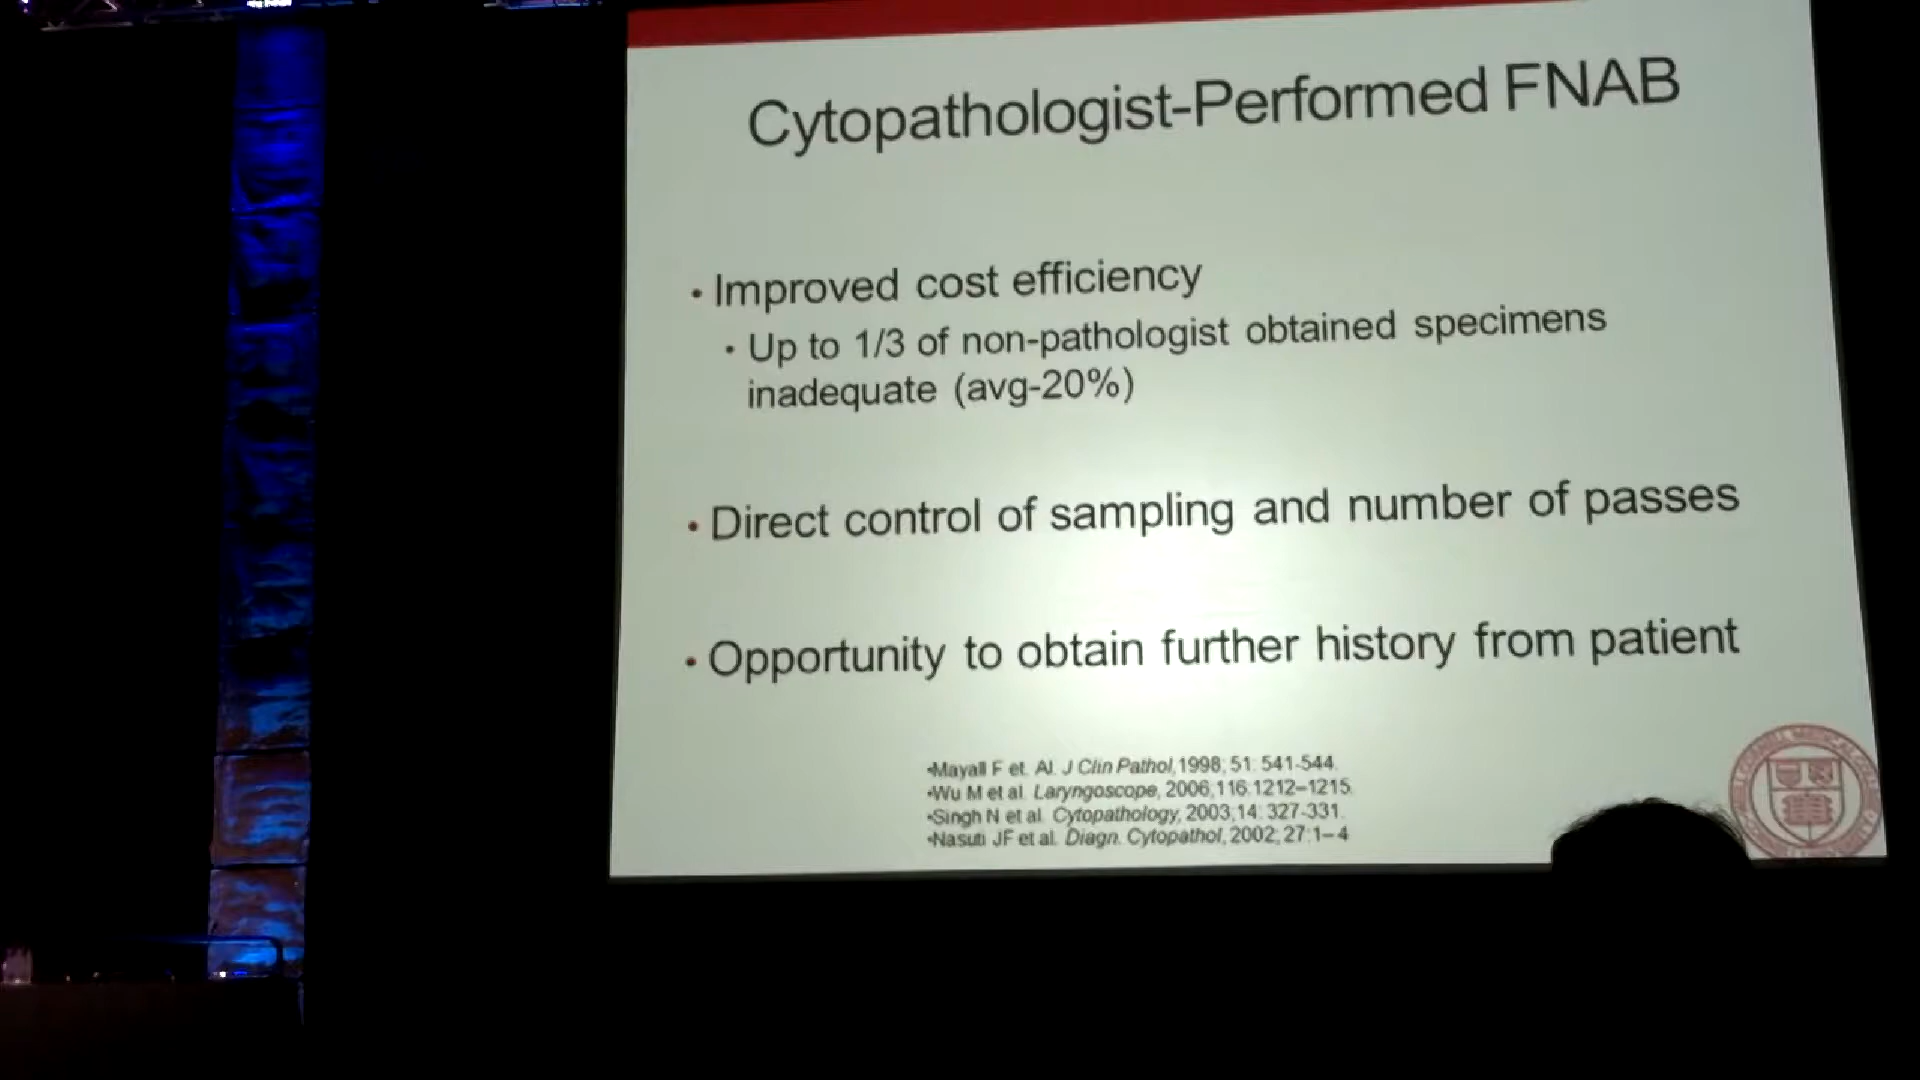 Cytopathologist-Performed FNAB
• Improved cost efficiency
• Up to 1/3 of non-pathologist obtained specimens
inadequate (avg-20%)
• Direct control of sampling and number of passes
• Opportunity to obtain further history from patient
•Mayall F et. Al. J Clin Pathol, 1998; 51: 541-544.
•Wu M et al. Laryngoscope, 2006;116:1212–1215.
•Singh N et al. Cytopathology, 2003;14: 327-331.
•Nasuti JF et al. Diagn. Cytopathol, 2002; 27:1–4